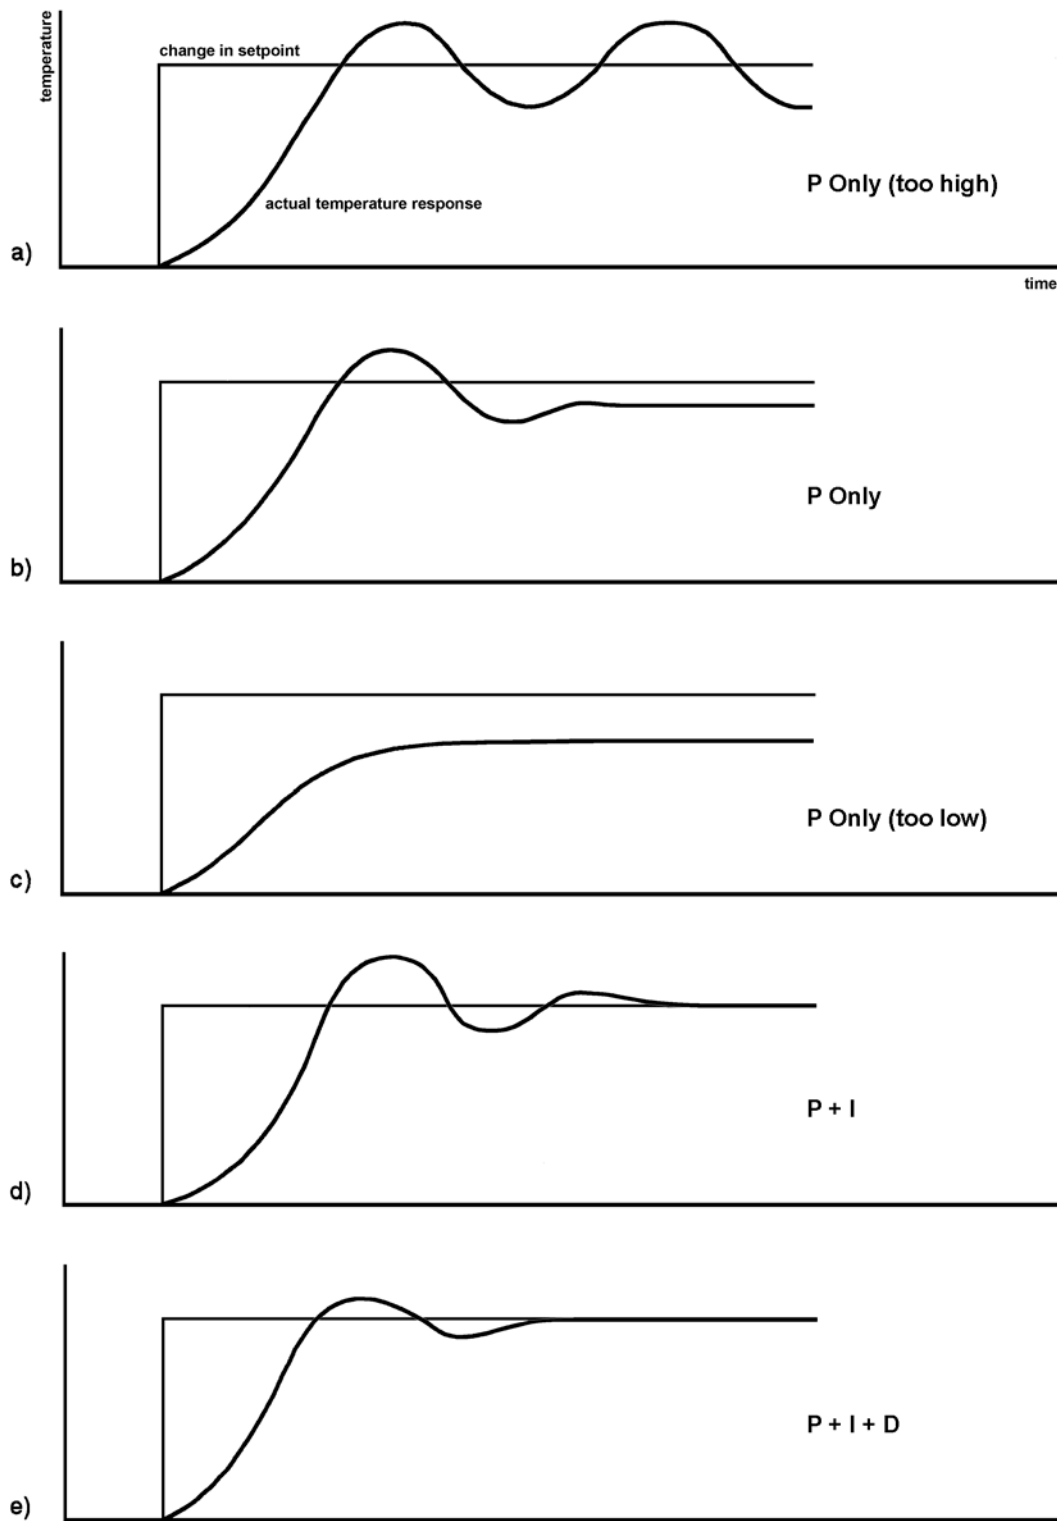 temperature
change in setpoint
actual temperature response
P Only (too high)
a)
time
P Only
b)
P Only (too low)
c)
P + I
d)
P + I + D
e)